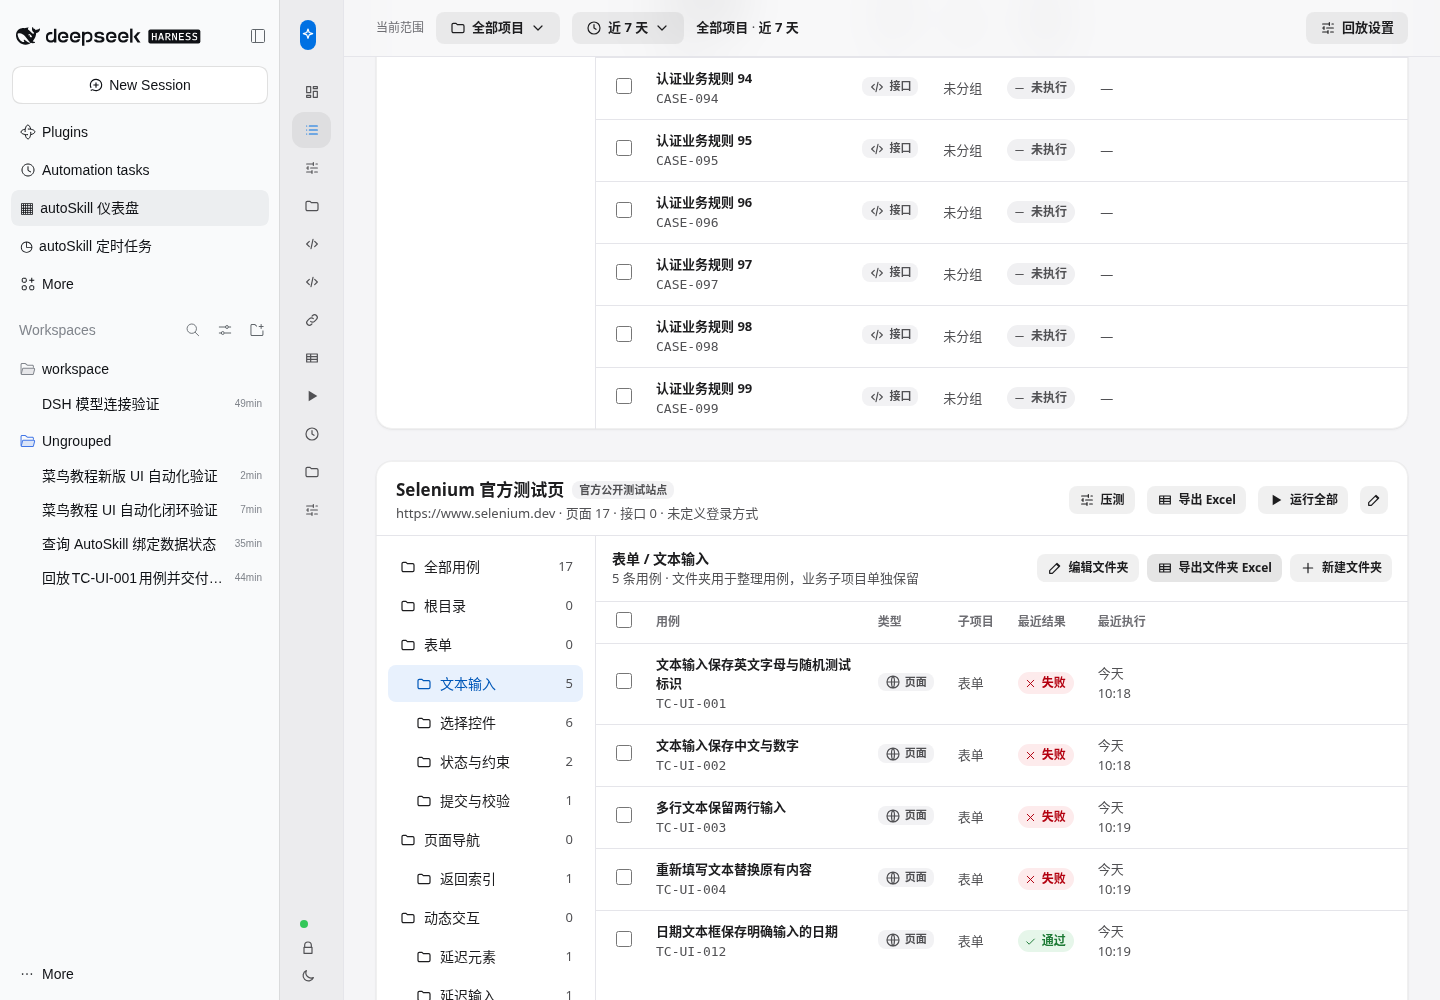 deepseek HARNESS
New Session
Plugins
Automation tasks
autoSkill 仪表盘
autoSkill 定时任务
More
Workspaces
workspace
DSH 模型连接验证 49min
Ungrouped
菜鸟教程新版 UI 自动化验证 2min
菜鸟教程 UI 自动化闭环验证 7min
查询 AutoSkill 绑定数据状态 35min
回放TC-UI-001用例并交付… 44min
More
当前范围 全部项目 近 7 天 全部项目 · 近 7 天 回放设置
认证业务规则 94
CASE-094
接口 未分组 未执行 —
认证业务规则 95
CASE-095
接口 未分组 未执行 —
认证业务规则 96
CASE-096
接口 未分组 未执行 —
认证业务规则 97
CASE-097
接口 未分组 未执行 —
认证业务规则 98
CASE-098
接口 未分组 未执行 —
认证业务规则 99
CASE-099
接口 未分组 未执行 —
Selenium 官方测试页 官方公开测试站点
https://www.selenium.dev · 页面 17 · 接口 0 · 未定义登录方式
压测 导出 Excel 运行全部
全部用例 17
根目录 0
表单 0
文本输入 5
选择控件 6
状态与约束 2
提交与校验 1
页面导航 0
返回索引 1
动态交互 0
延迟元素 1
延迟输入 1
表单 / 文本输入
5 条用例 · 文件夹用于整理用例，业务子项目单独保留
编辑文件夹 导出文件夹 Excel 新建文件夹
用例 类型 子项目 最近结果 最近执行
文本输入保存英文字母与随机测试
标识
TC-UI-001
页面 表单 失败 今天
10:18
文本输入保存中文与数字
TC-UI-002
页面 表单 失败 今天
10:18
多行文本保留两行输入
TC-UI-003
页面 表单 失败 今天
10:19
重新填写文本替换原有内容
TC-UI-004
页面 表单 失败 今天
10:19
日期文本框保存明确输入的日期
TC-UI-012
页面 表单 通过 今天
10:19